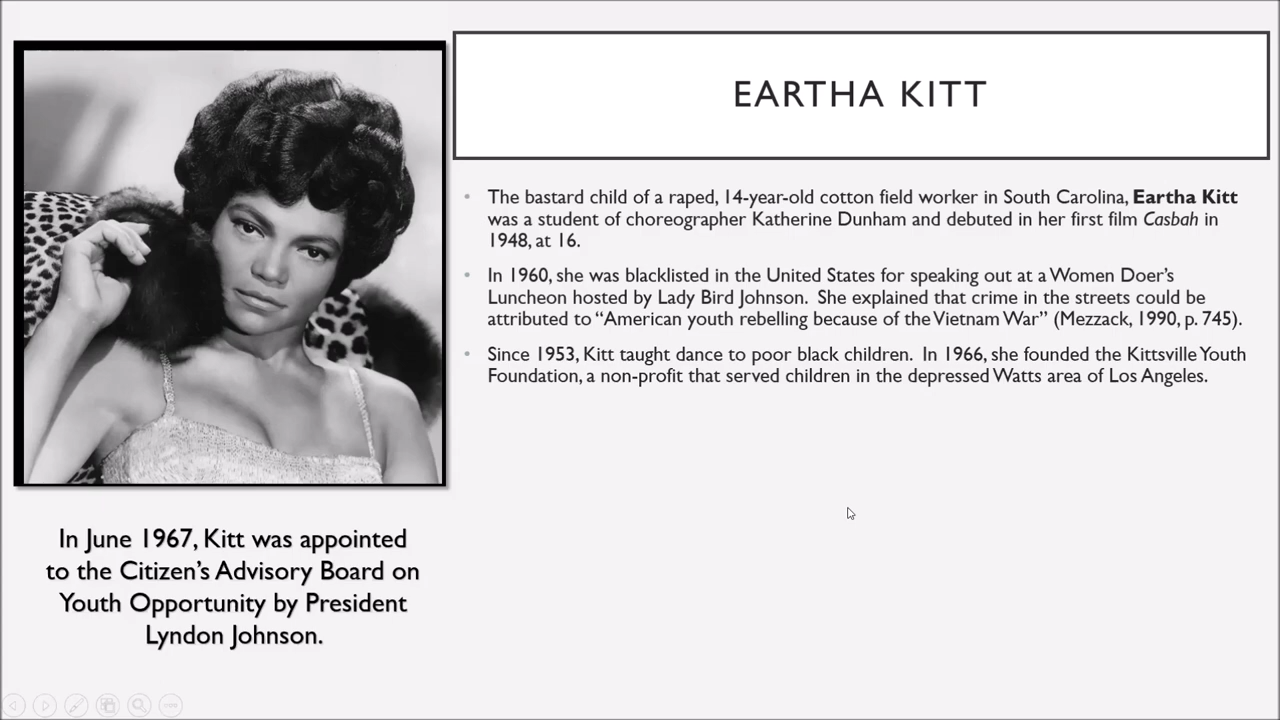 EARTHA KITT
• The bastard child of a raped, 14-year-old cotton field worker in South Carolina, Eartha Kitt
was a student of choreographer Katherine Dunham and debuted in her first film Casbah in
1948, at 16.
• In 1960, she was blacklisted in the United States for speaking out at a Women Doer's
Luncheon hosted by Lady Bird Johnson.  She explained that crime in the streets could be
attributed to “American youth rebelling because of the Vietnam War” (Mezzack, 1990, p. 745).
• Since 1953, Kitt taught dance to poor black children.  In 1966, she founded the Kittsville Youth
Foundation, a non-profit that served children in the depressed Watts area of Los Angeles.
In June 1967, Kitt was appointed
to the Citizen's Advisory Board on
Youth Opportunity by President
Lyndon Johnson.